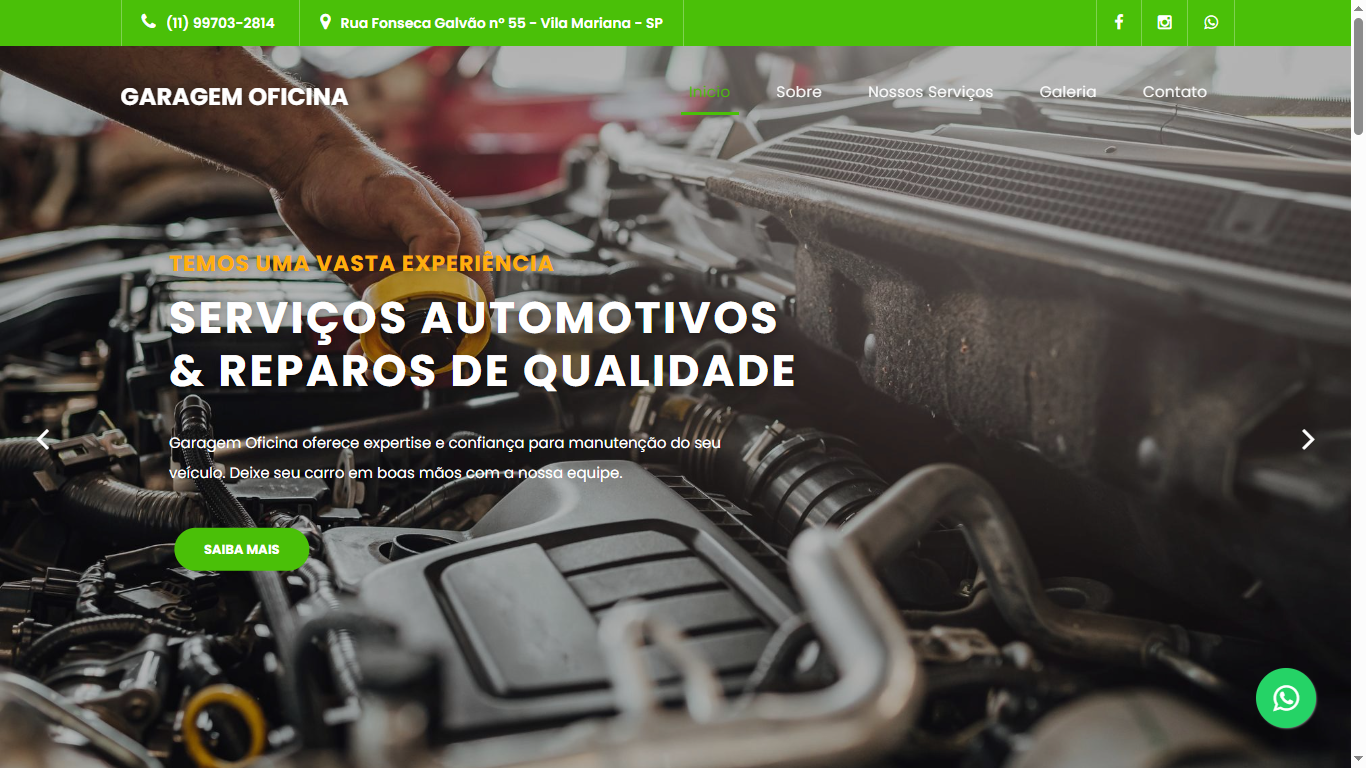 (11) 99703-2814
Rua Fonseca Galvão nº 55 - Vila Mariana - SP
GARAGEM OFICINA
Início
Sobre
Nossos Serviços
Galeria
Contato
TEMOS UMA VASTA EXPERIÊNCIA
SERVIÇOS AUTOMOTIVOS
& REPAROS DE QUALIDADE
Garagem Oficina oferece expertise e confiança para manutenção do seu
veículo. Deixe seu carro em boas mãos com a nossa equipe.
SAIBA MAIS